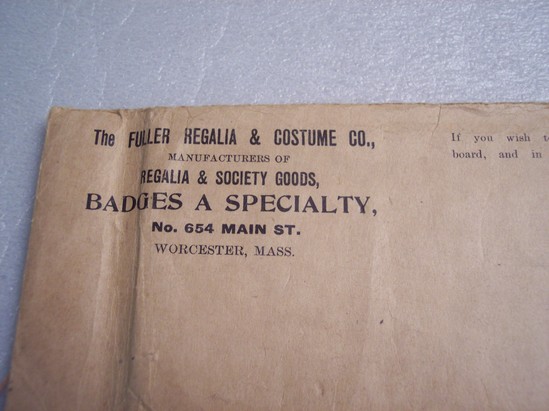 The FULLER REGALIA & COSTUME CO.,
MANUFACTURERS OF
REGALIA & SOCIETY GOODS,
BADGES A SPECIALTY,
No. 654 MAIN ST.
WORCESTER, MASS.
If you wish to
board, and in